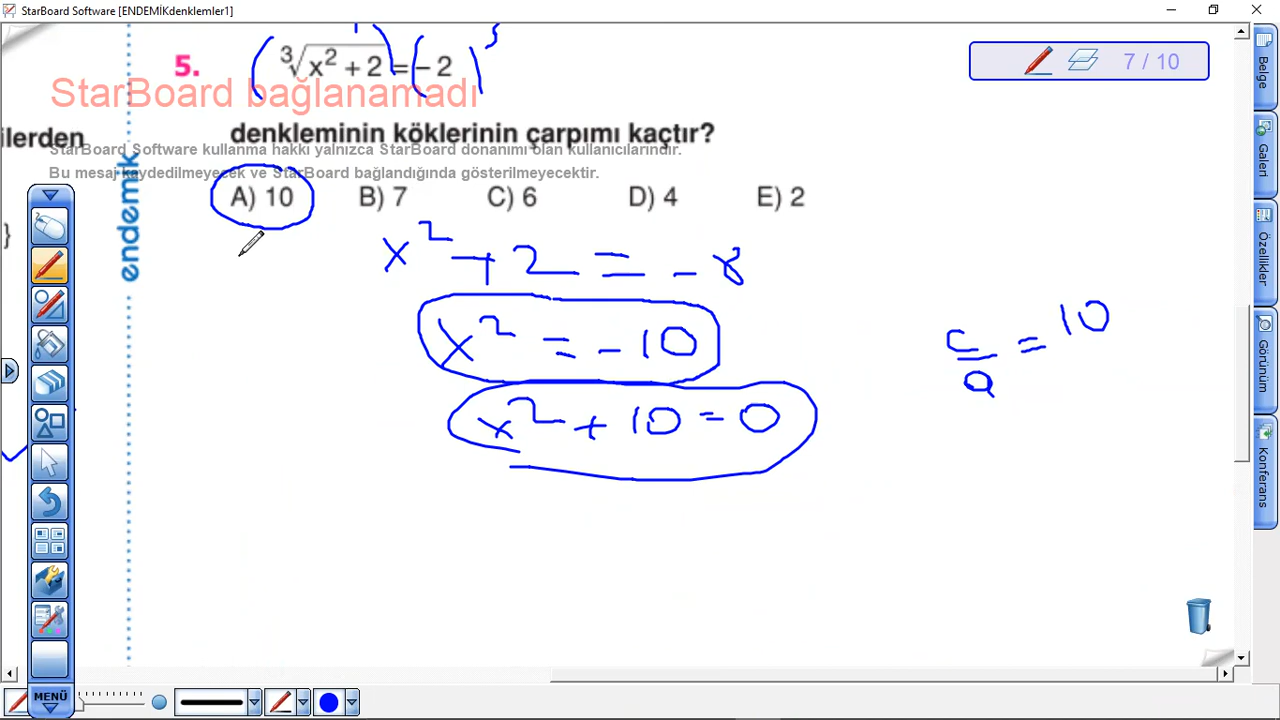 StarBoard Software [ENDEMİKdenklemler1]
7 / 10
5. (∛x² + 2) = (– 2)³
StarBoard bağlanamadı
ilerden
denkleminin köklerinin çarpımı kaçtır?
StarBoard Software kullanma hakkı yalnızca StarBoard donanımı olan kullanıcılarındır.
Bu mesaj kaydedilmeyecek ve StarBoard bağlandığında gösterilmeyecektir.
A) 10 B) 7 C) 6 D) 4 E) 2
}
endemik
x² + 2 = - 8
x² = - 10
x² + 10 = 0
c/a = 10
Belge
Galeri
Özellikler
Görünüm
Konferans
MENÜ